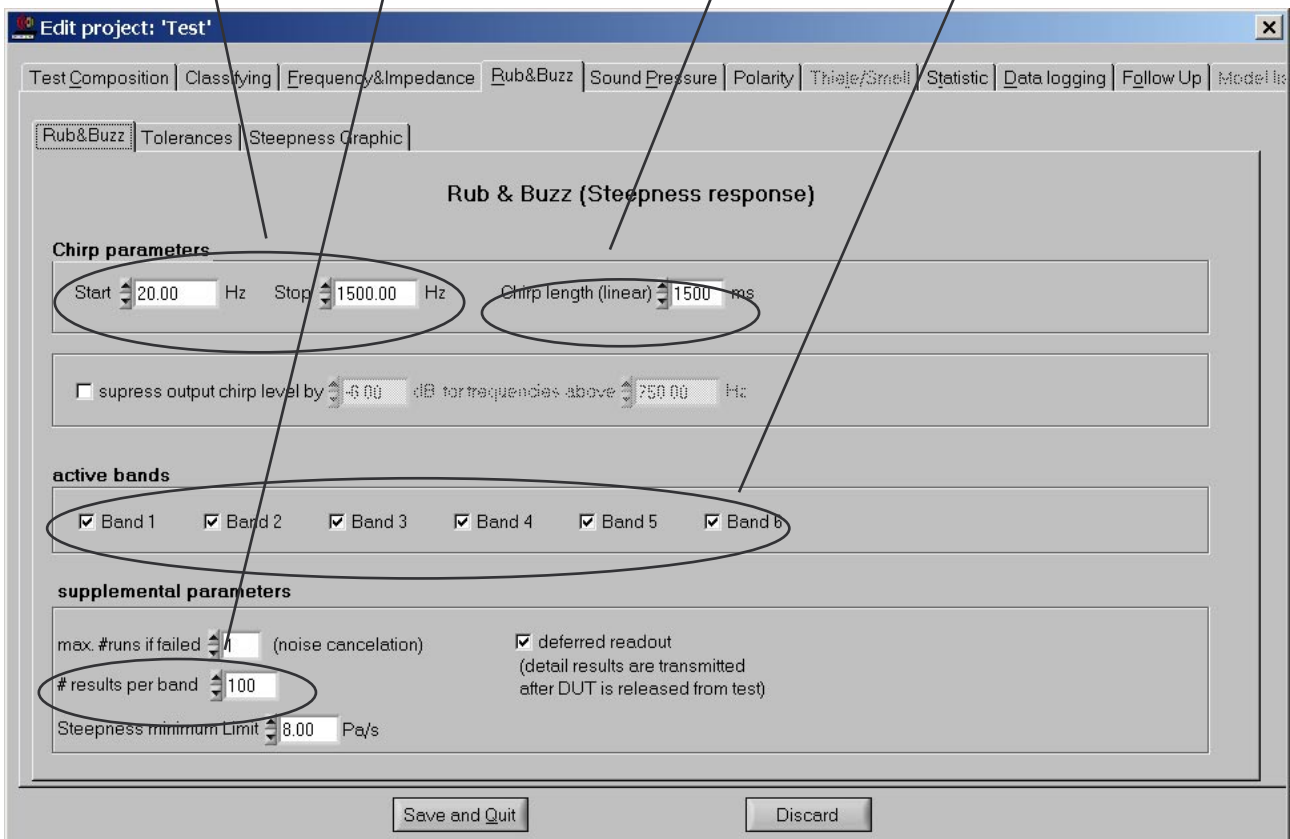 Edit project: 'Test'
Test Composition Classifying Frequency&Impedance Rub&Buzz Sound Pressure Polarity Thiele/Small Statistic Data logging Follow Up
Rub&Buzz Tolerances Steepness Graphic
Rub & Buzz (Steepness response)
Chirp parameters
Start 20.00 Hz Stop 1500.00 Hz Chirp length (linear) 1500 ms
supress output chirp level by -6.00 dB for frequencies above 750.00 Hz
active bands
Band 1 Band 2 Band 3 Band 4 Band 5 Band 6
supplemental parameters
max. #runs if failed 1 (noise cancelation) deferred readout
(detail results are transmitted
# results per band 100 after DUT is released from test)
Steepness minimum Limit 8.00 Pa/s
Save and Quit Discard